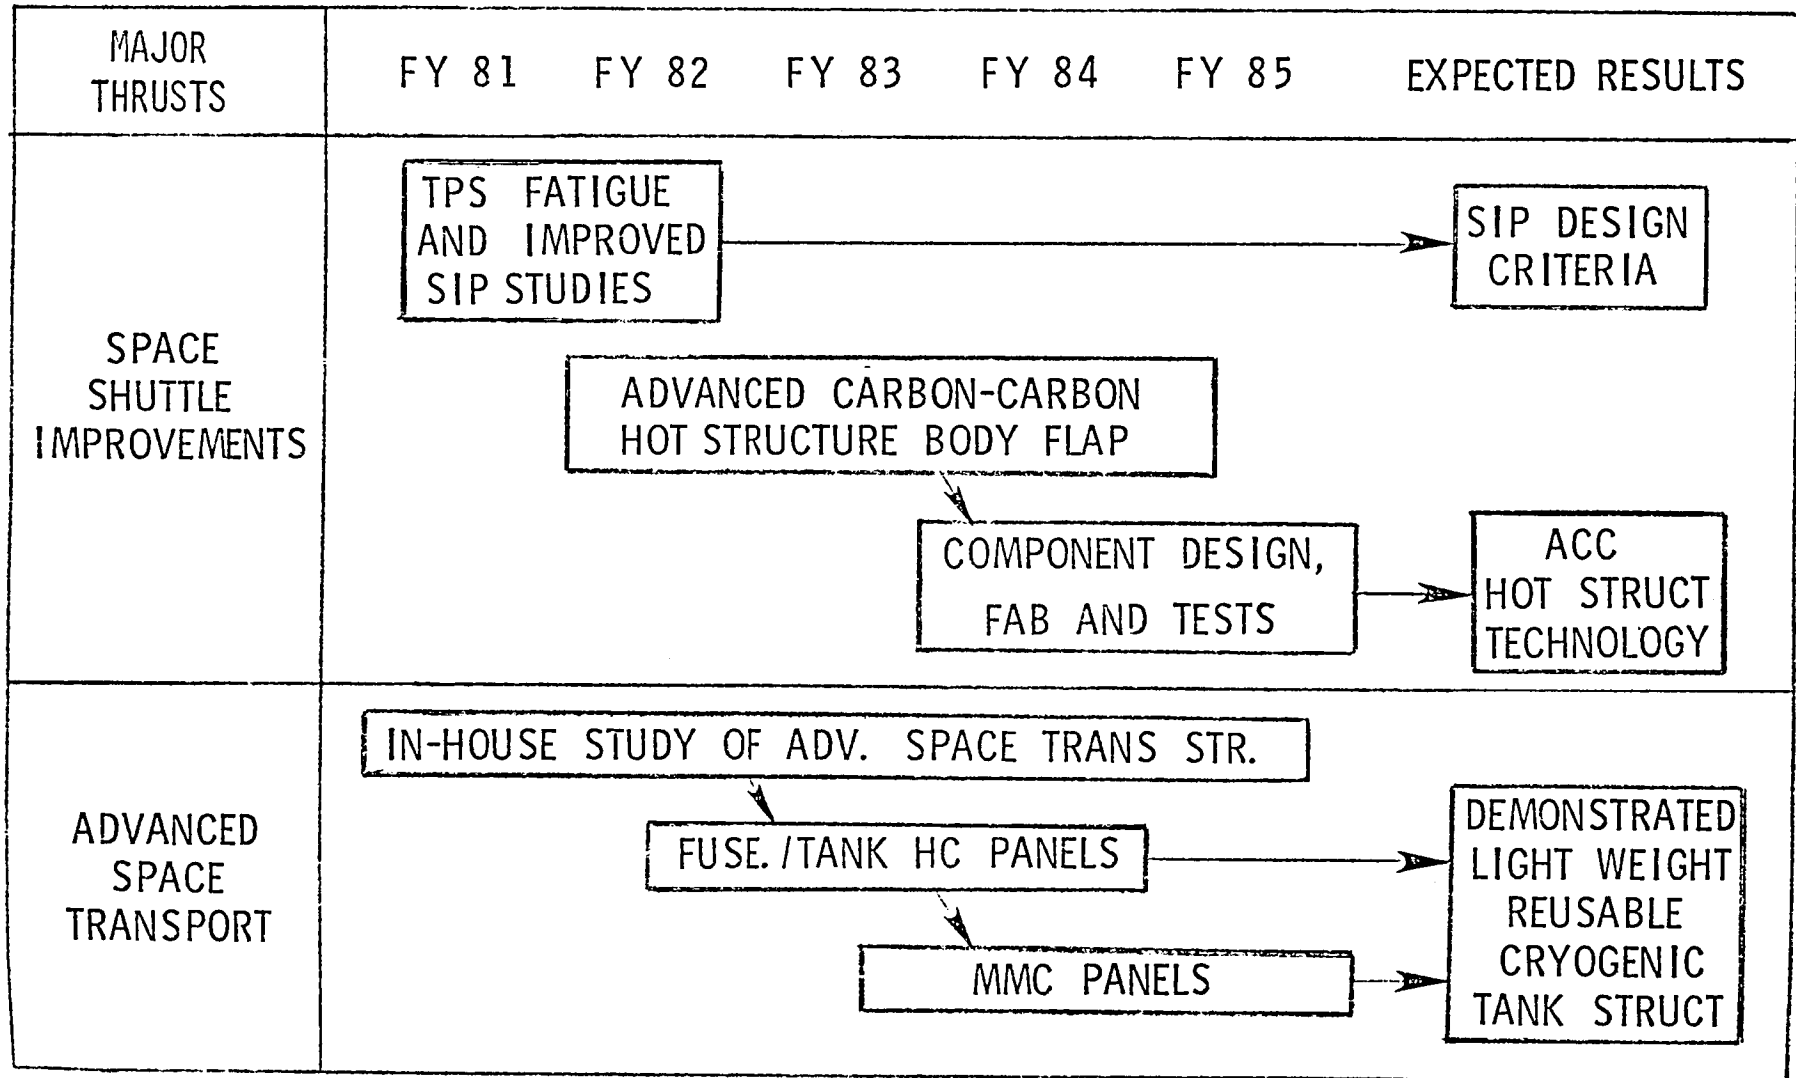 MAJOR
THRUSTS
FY 81 FY 82 FY 83 FY 84 FY 85 EXPECTED RESULTS
SPACE
SHUTTLE
IMPROVEMENTS
TPS FATIGUE
AND IMPROVED
SIP STUDIES
SIP DESIGN
CRITERIA
ADVANCED CARBON-CARBON
HOT STRUCTURE BODY FLAP
COMPONENT DESIGN,
FAB AND TESTS
ACC
HOT STRUCT
TECHNOLOGY
ADVANCED
SPACE
TRANSPORT
IN-HOUSE STUDY OF ADV. SPACE TRANS STR.
FUSE./TANK HC PANELS
MMC PANELS
DEMONSTRATED
LIGHT WEIGHT
REUSABLE
CRYOGENIC
TANK STRUCT